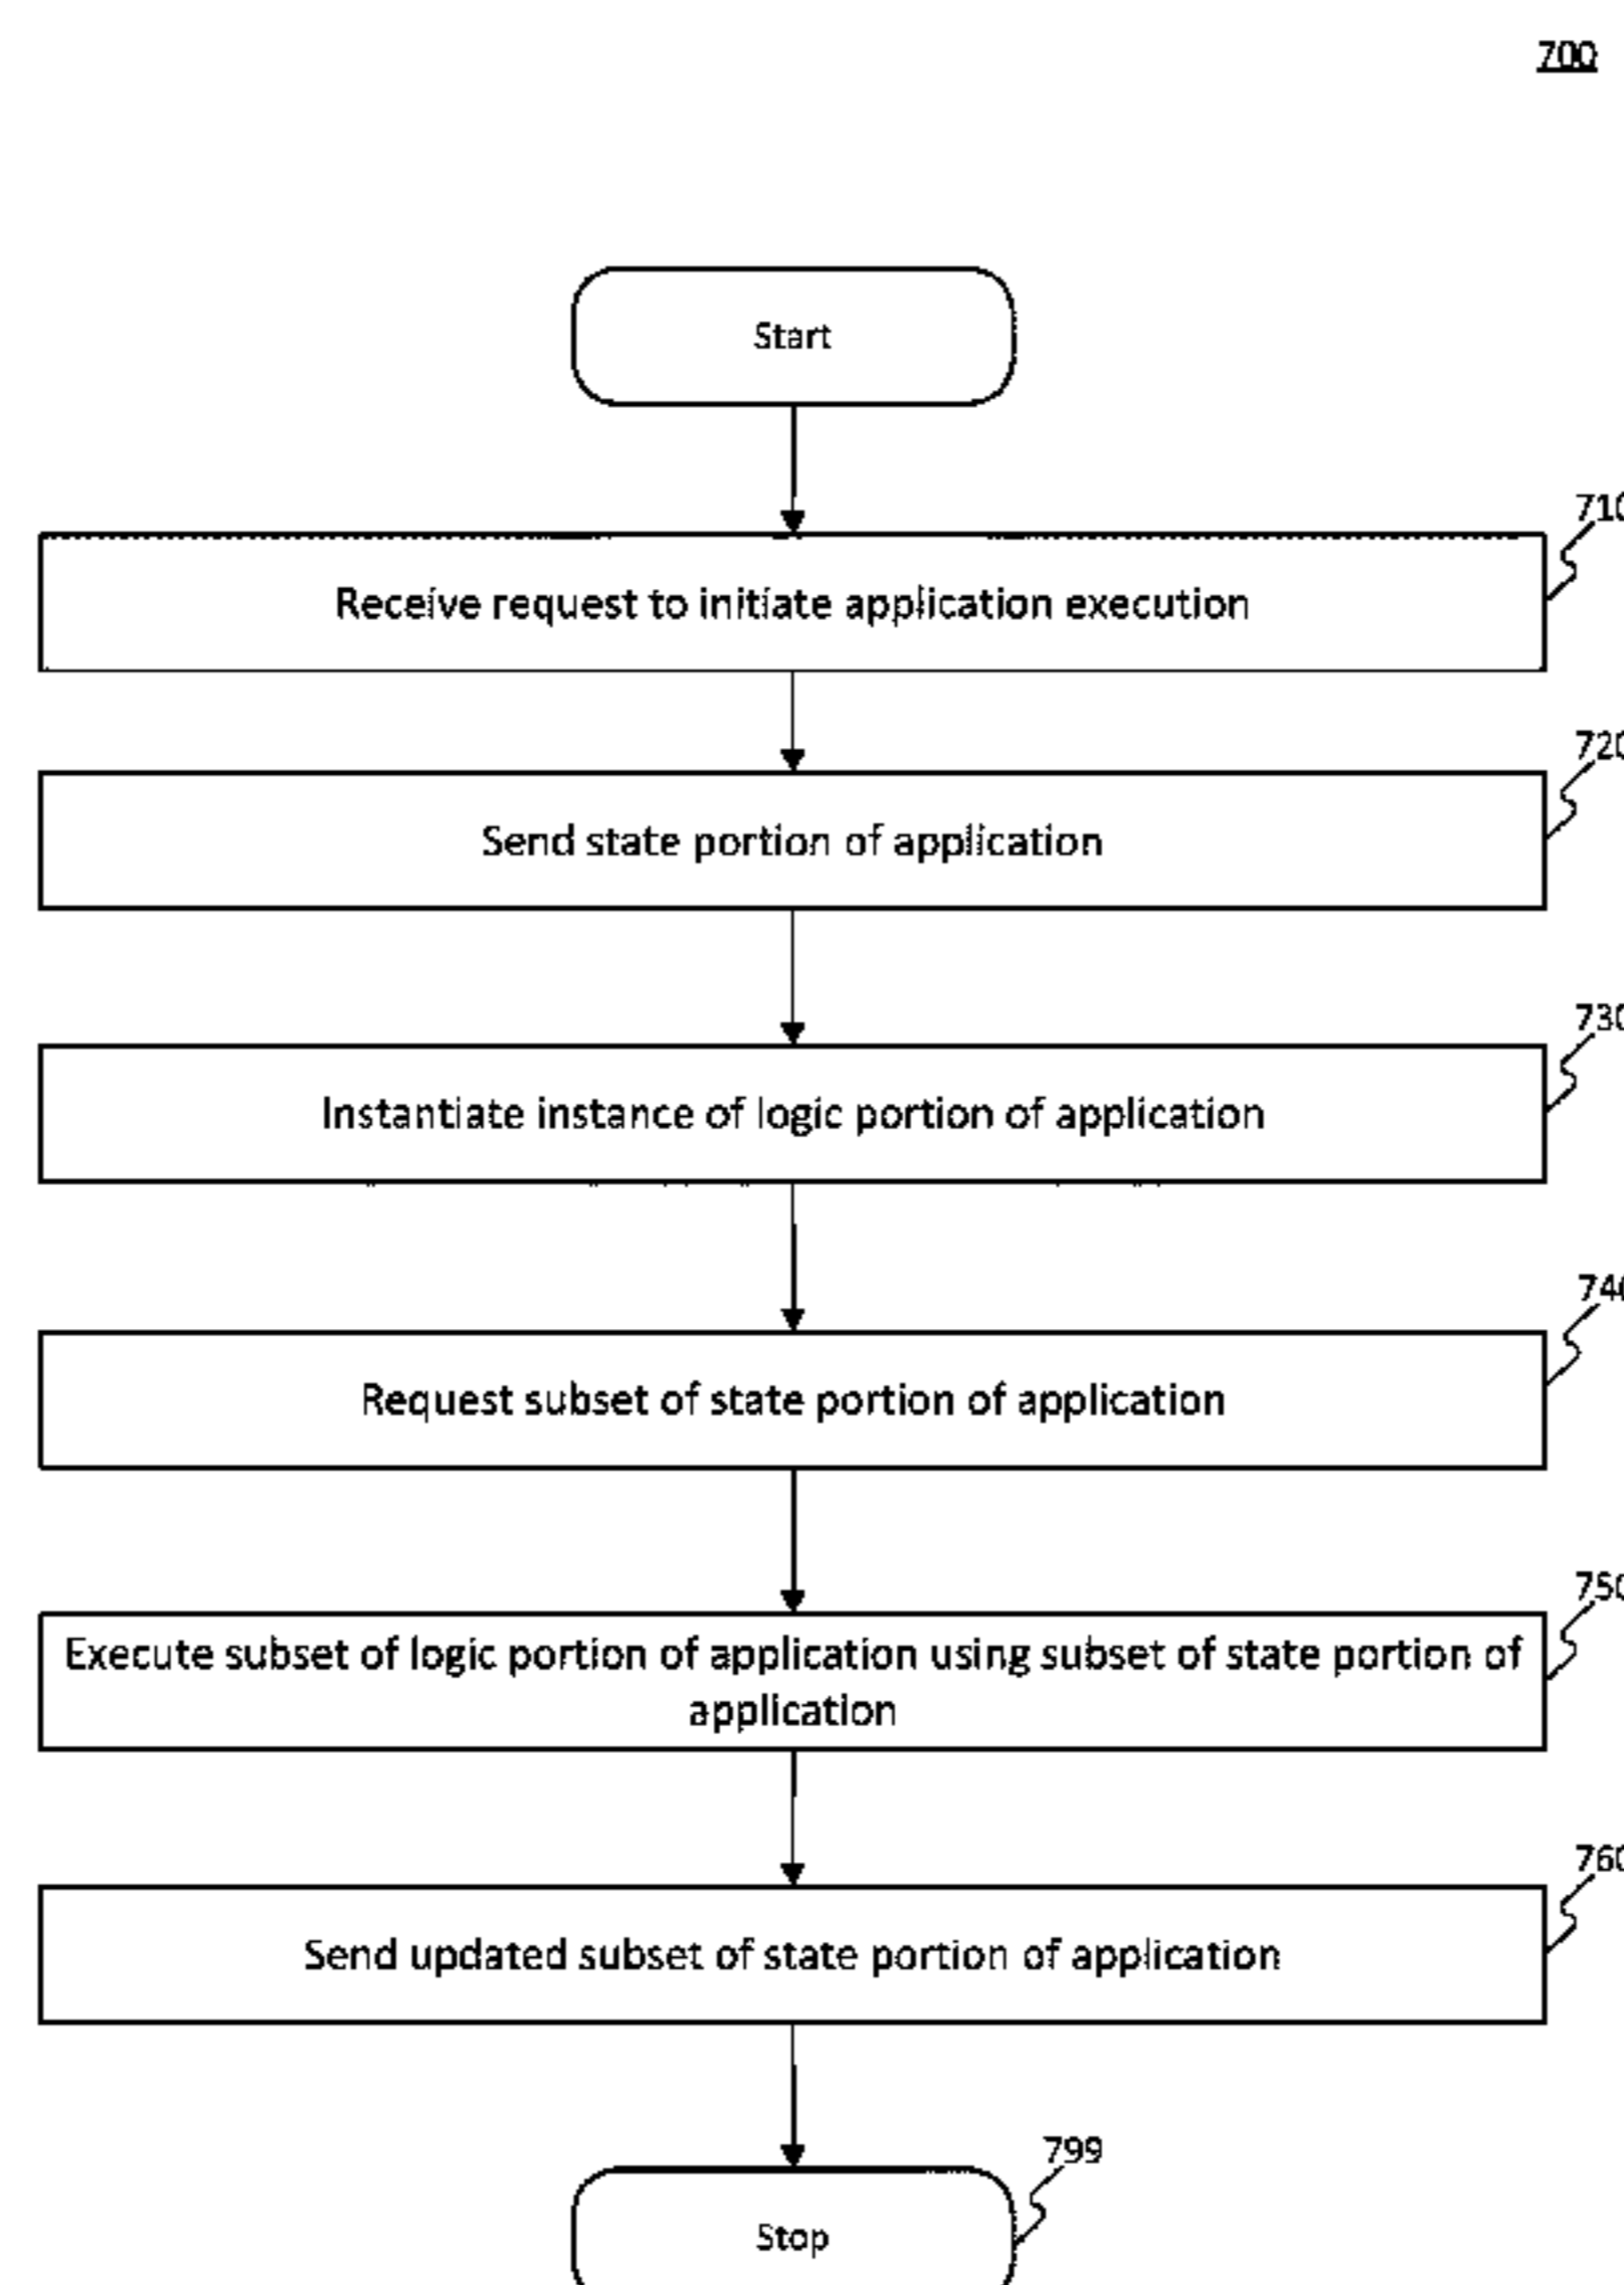 700
Start
710
Receive request to initiate application execution
720
Send state portion of application
730
Instantiate instance of logic portion of application
740
Request subset of state portion of application
750
Execute subset of logic portion of application using subset of state portion of
application
760
Send updated subset of state portion of application
799
Stop